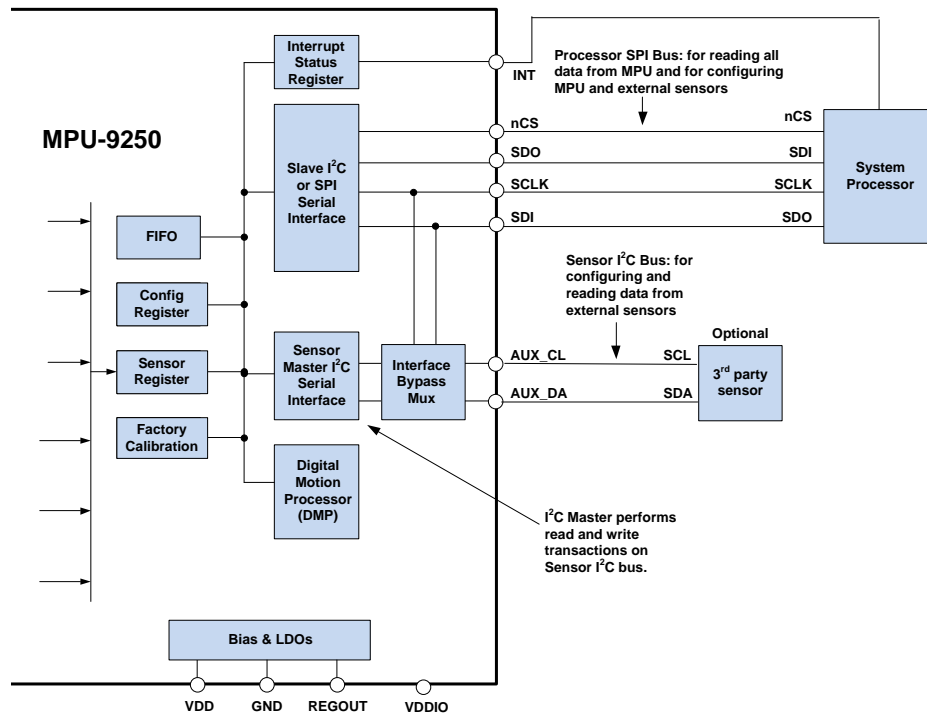 Interrupt
Status
Register
INT
Processor SPI Bus: for reading all
data from MPU and for configuring
MPU and external sensors
MPU-9250
Slave I²C
or SPI
Serial
Interface
nCS
nCS
SDO
SDI
SCLK
SCLK
SDI
SDO
System
Processor
FIFO
Config
Register
Sensor
Register
Factory
Calibration
Sensor I²C Bus: for
configuring and
reading data from
external sensors
Sensor
Master I²C
Serial
Interface
Interface
Bypass
Mux
AUX_CL
SCL
AUX_DA
SDA
Optional
3rd party
sensor
Digital
Motion
Processor
(DMP)
I²C Master performs
read and write
transactions on
Sensor I²C bus.
Bias & LDOs
VDD
GND
REGOUT
VDDIO